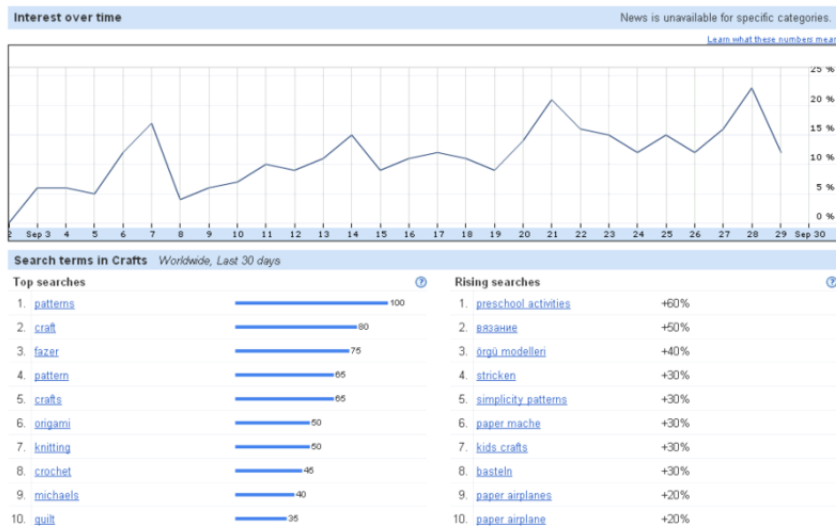 Interest over time
News is unavailable for specific categories.
Learn what these numbers mean
25 %
20 %
15 %
10 %
5 %
0 %
2 Sep 3 4 5 6 7 8 9 10 11 12 13 14 15 16 17 18 19 20 21 22 23 24 25 26 27 28 29 Sep 30
Search terms in Crafts Worldwide, Last 30 days
Top searches
1. patterns 100
2. craft 80
3. fazer 75
4. pattern 65
5. crafts 65
6. origami 50
7. knitting 50
8. crochet 45
9. michaels 40
10. quilt 35
Rising searches
1. preschool activities +60%
2. вязание +50%
3. örgü modelleri +40%
4. stricken +30%
5. simplicity patterns +30%
6. paper mache +30%
7. kids crafts +30%
8. basteln +30%
9. paper airplanes +20%
10. paper airplane +20%